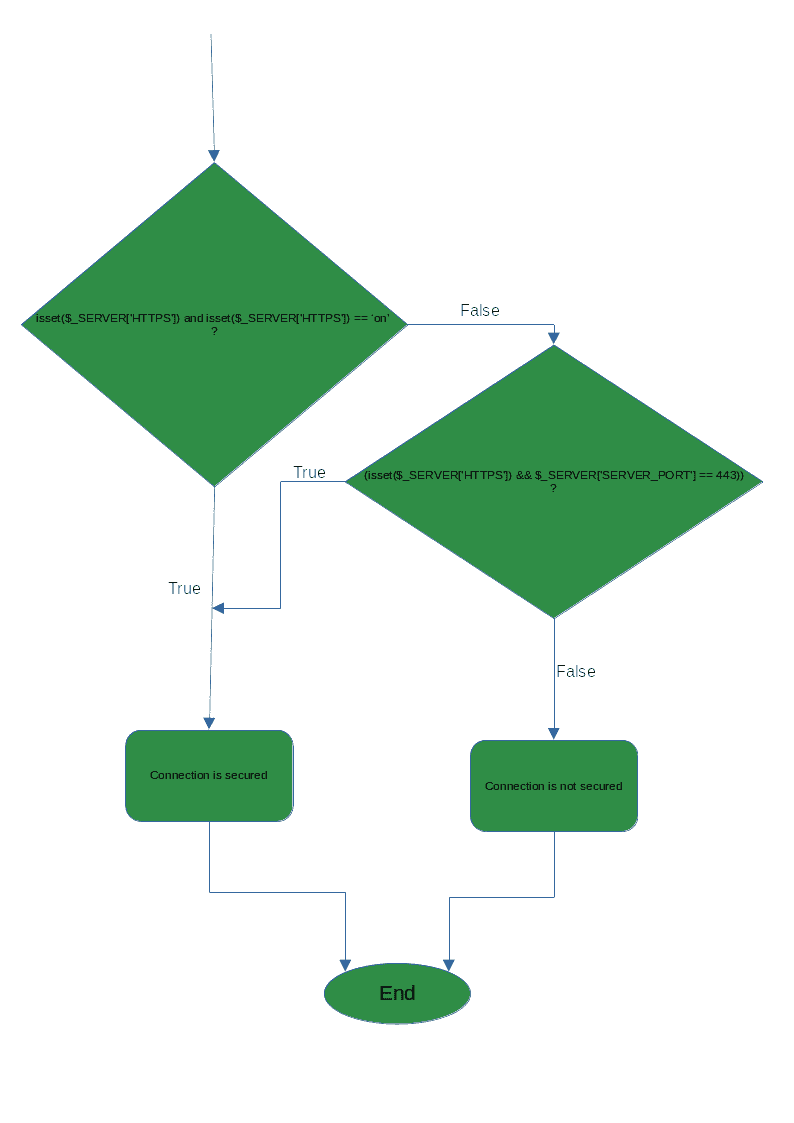 False
isset($_SERVER['HTTPS']) and isset($_SERVER['HTTPS']) == 'on'
?
True
(isset($_SERVER['HTTPS']) && $_SERVER['SERVER_PORT'] == 443))
?
True
False
Connection is secured
Connection is not secured
End